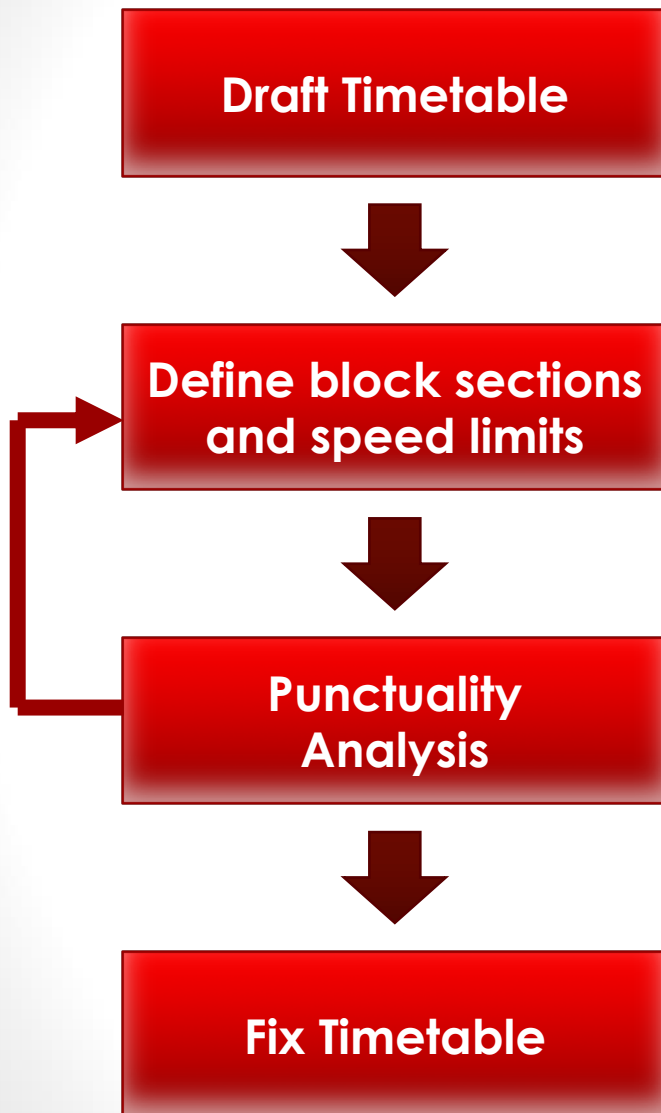 Draft Timetable
Define block sections
and speed limits
Punctuality
Analysis
Fix Timetable